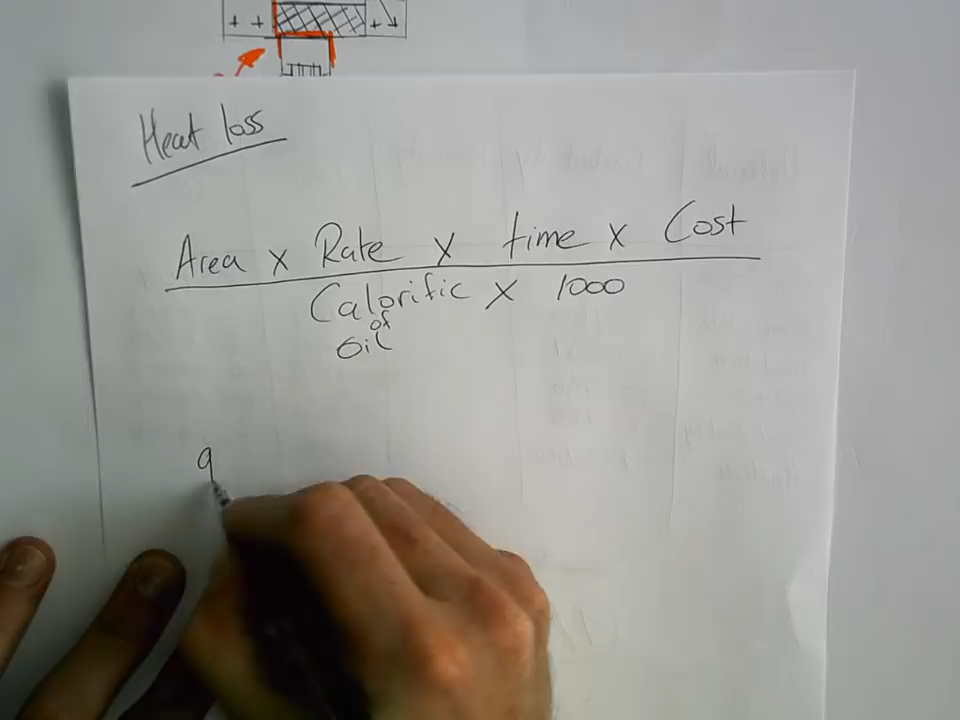 Heat loss
Area x Rate x time x Cost
Calorific x 1000
of
oil
9